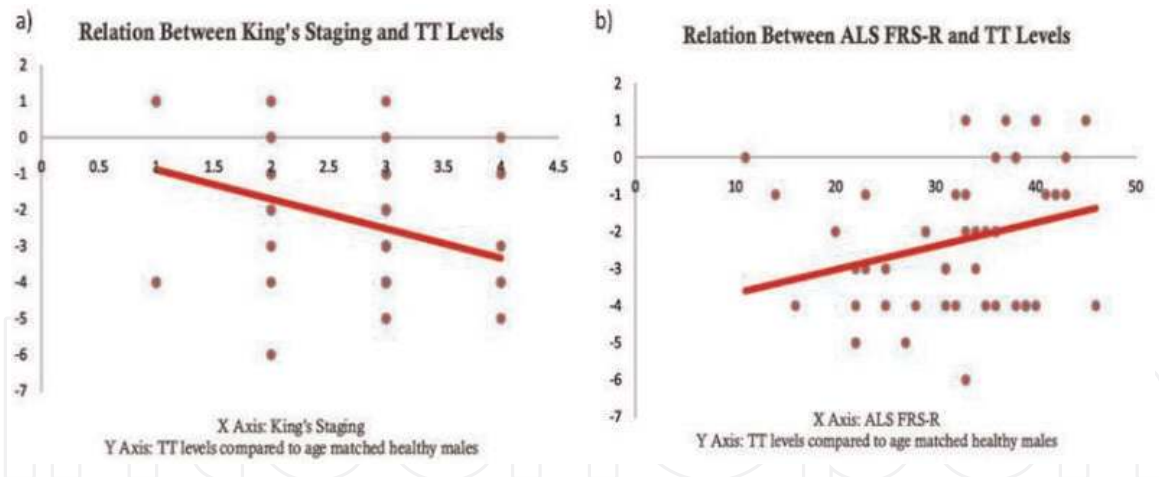 a)
Relation Between King's Staging and TT Levels
2
1
0
0 0.5 1 1.5 2 2.5 3 3.5 4 4.5
-1
-2
-3
-4
-5
-6
-7
X Axis: King's Staging
Y Axis: TT levels compared to age matched healthy males
b)
Relation Between ALS FRS-R and TT Levels
2
1
0
0 10 20 30 40 50
-1
-2
-3
-4
-5
-6
-7
X Axis: ALS FRS-R
Y Axis: TT levels compared to age matched healthy males